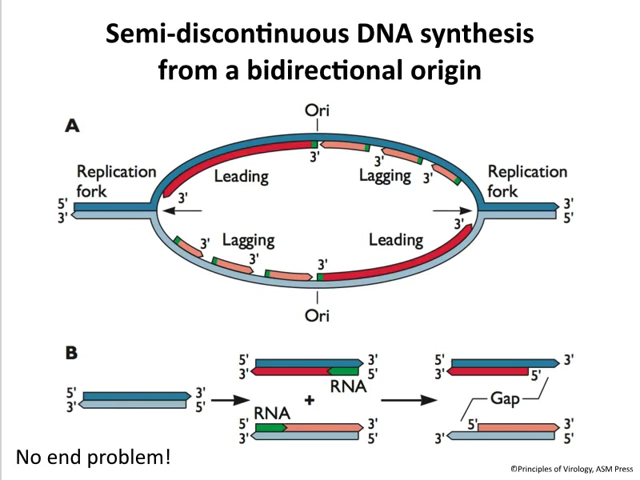 Semi-discontinuous DNA synthesis
from a bidirectional origin
A
Ori
Replication
fork
5'
3'
3'
Leading
3'
Lagging
3'
3'
Replication
fork
3'
5'
Lagging
3'
3'
3'
Leading
3'
Ori
B
5'
3'
3'
5'
5'
3'
3'
5'
RNA
+
RNA
5'
3'
3'
5'
5'
3'
3'
5'
Gap
5'
3'
3'
5'
No end problem!
©Principles of Virology, ASM Press